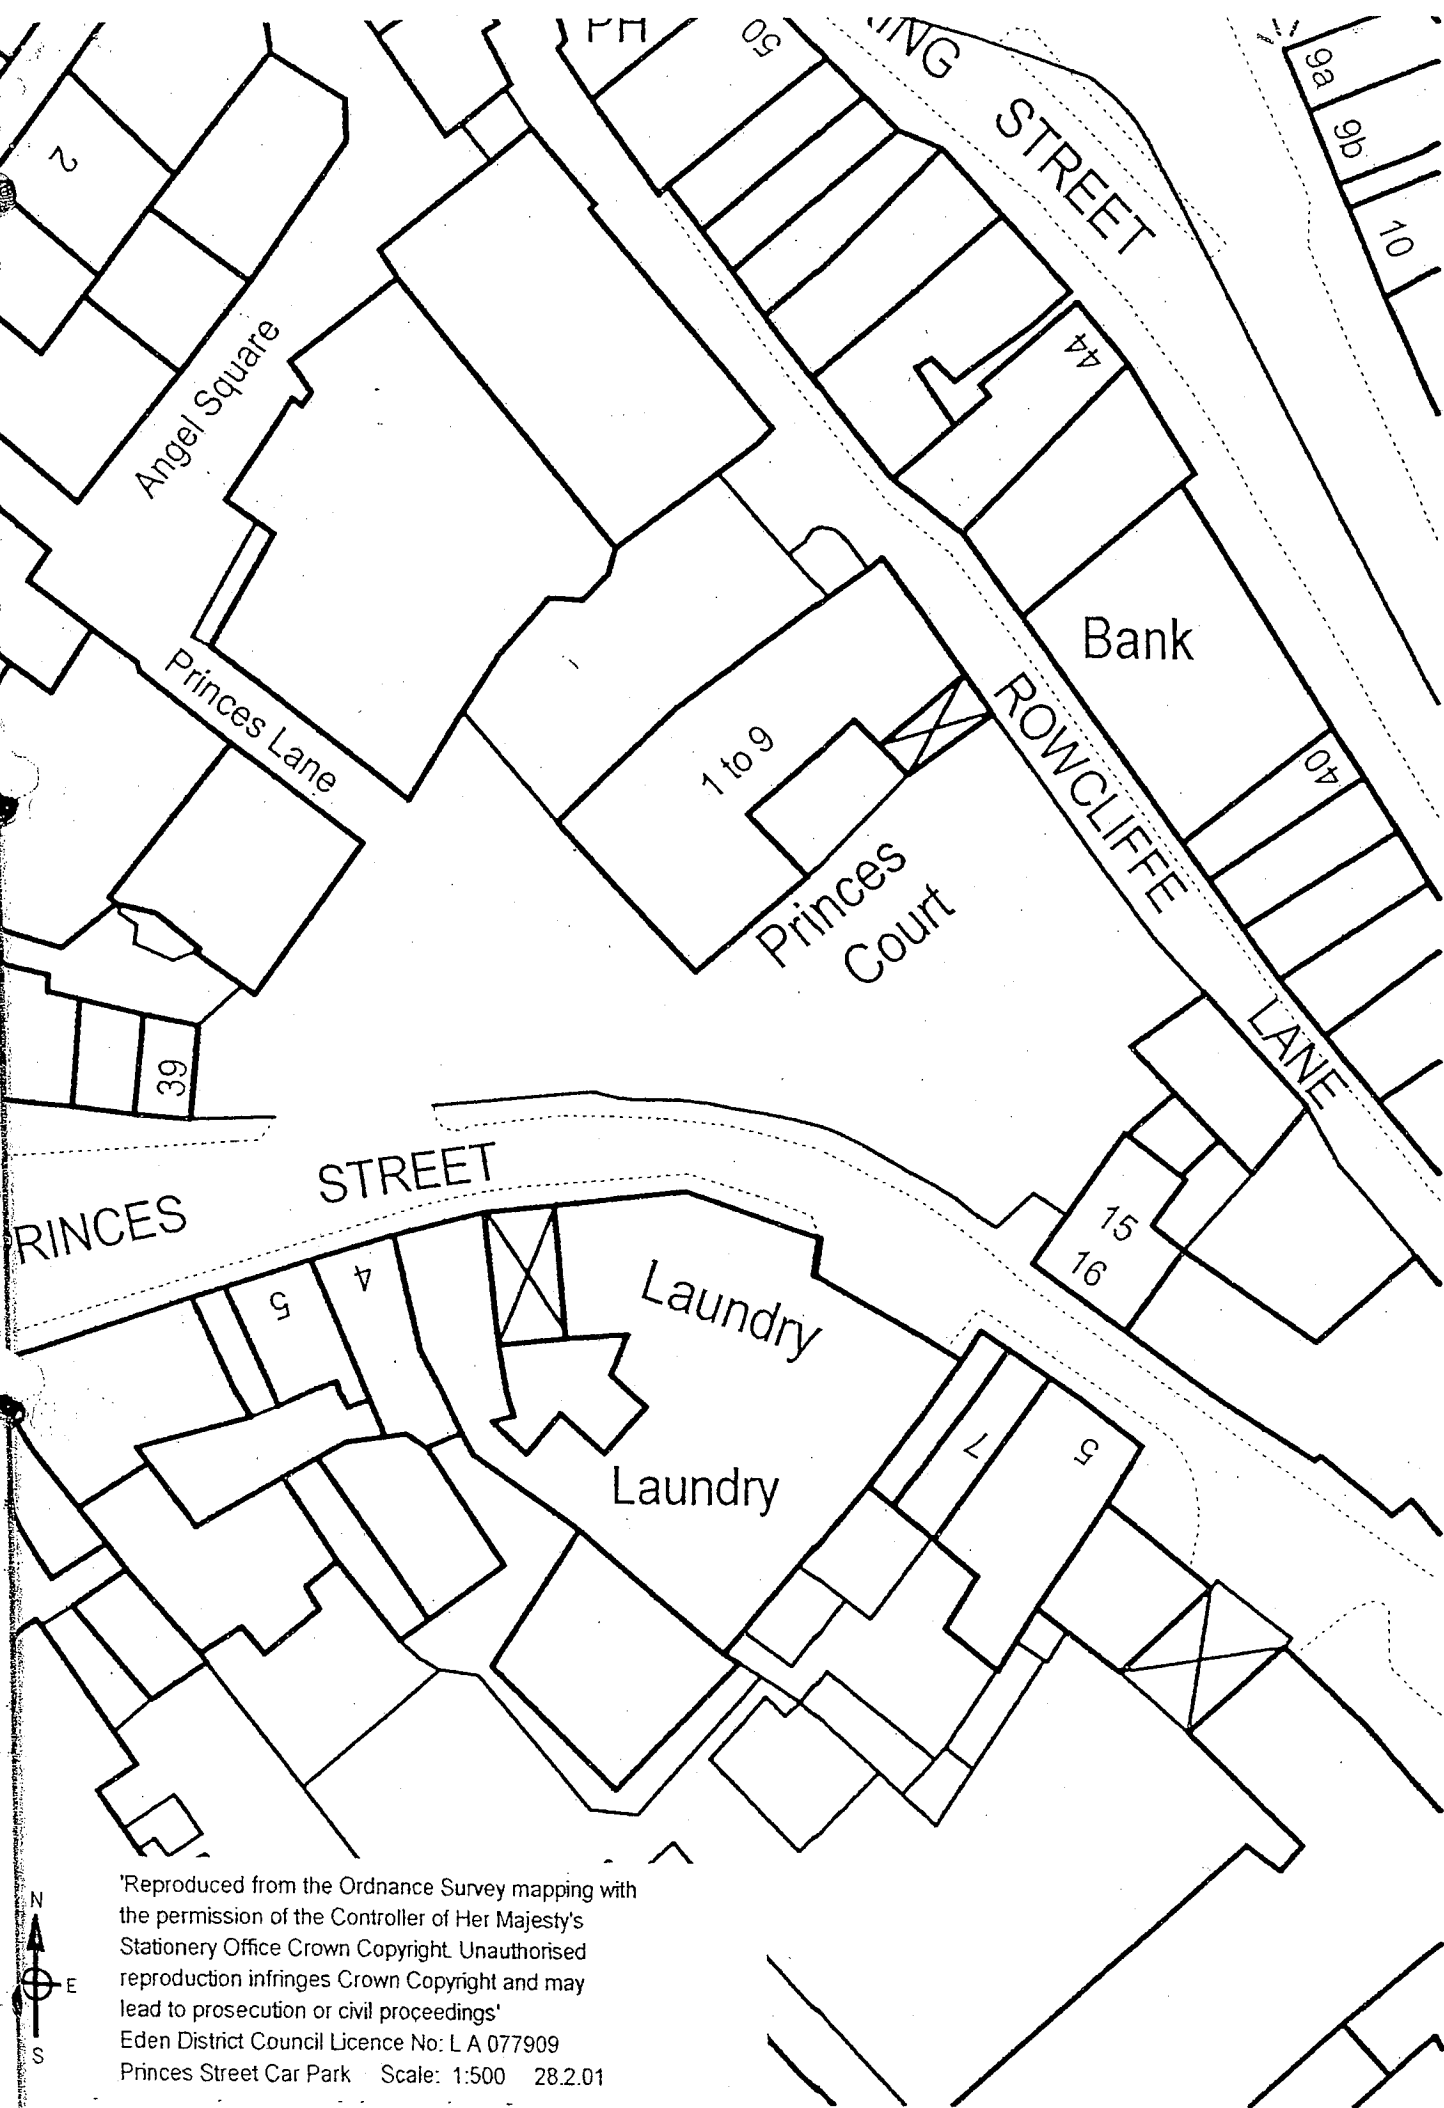 PH
50
STREET
9a
9b
10
2
44
Angel Square
Bank
Princes Lane
1 to 9
40
ROWCLIFFE
LANE
Princes
Court
39
STREET
RINCES
15
16
5
4
Laundry
Laundry
7
5
N
E
S
'Reproduced from the Ordnance Survey mapping with
the permission of the Controller of Her Majesty's
Stationery Office Crown Copyright. Unauthorised
reproduction infringes Crown Copyright and may
lead to prosecution or civil proceedings'
Eden District Council Licence No: L A 077909
Princes Street Car Park Scale: 1:500 28.2.01